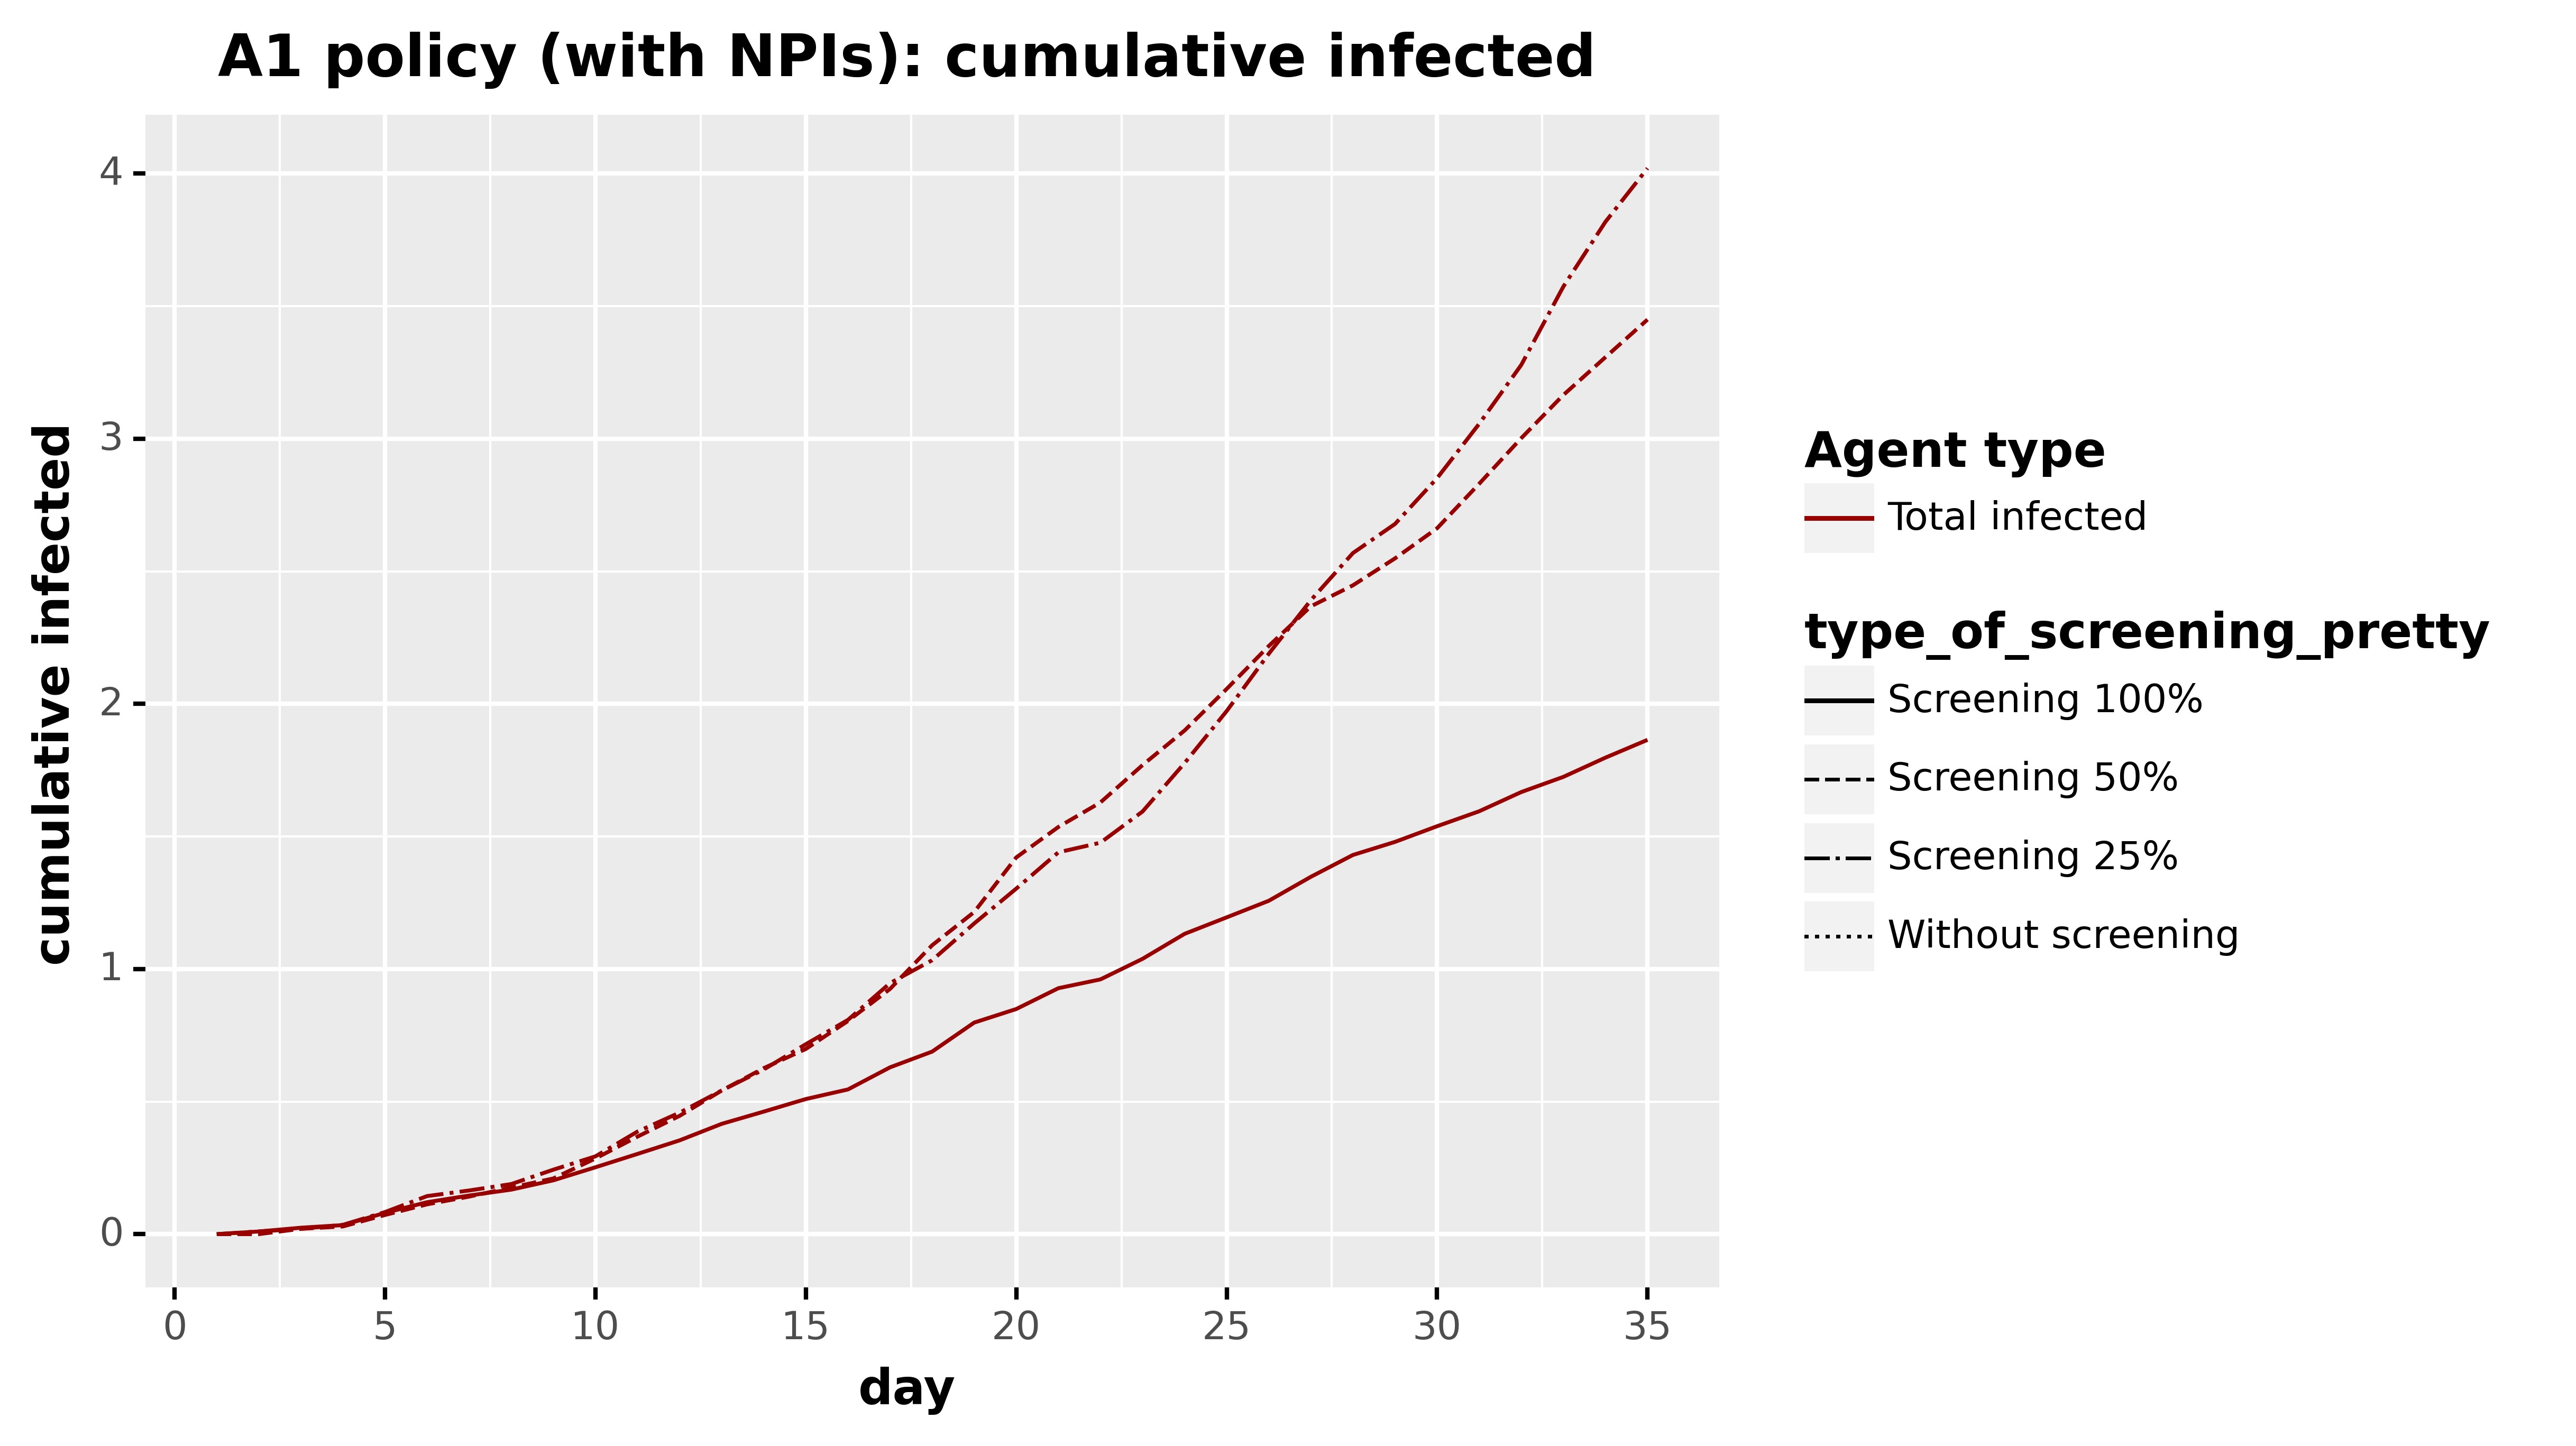 A1 policy (with NPIs): cumulative infected
cumulative infected
4
3
2
1
0
0 5 10 15 20 25 30 35
day
Agent type
Total infected
type_of_screening_pretty
Screening 100%
Screening 50%
Screening 25%
Without screening